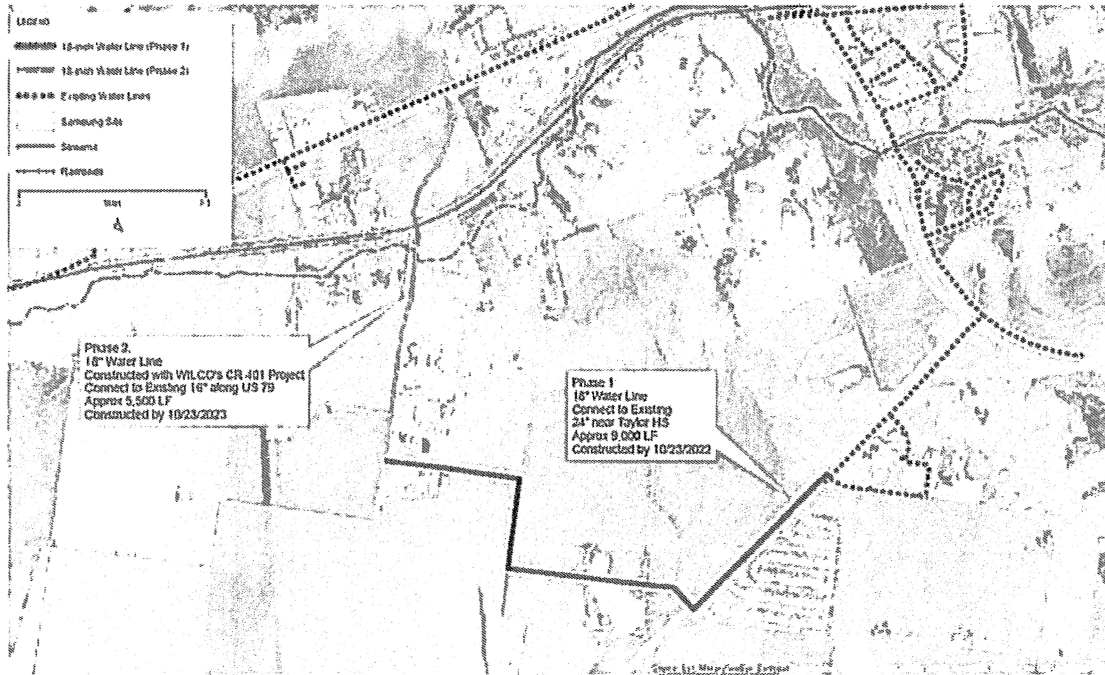 Legend
18-inch Water Line (Phase 1)
18-inch Water Line (Phase 2)
Existing Water Lines
Samsung Site
Streams
Railroads
Phase 2,
18" Water Line
Constructed with WILCO's CR 401 Project
Connect to Existing 16" along US 79
Approx 5,500 LF
Constructed by 10/23/2023
Phase 1
18" Water Line
Connect to Existing
24" near Taylor HS
Approx 9,000 LF
Constructed by 10/23/2022